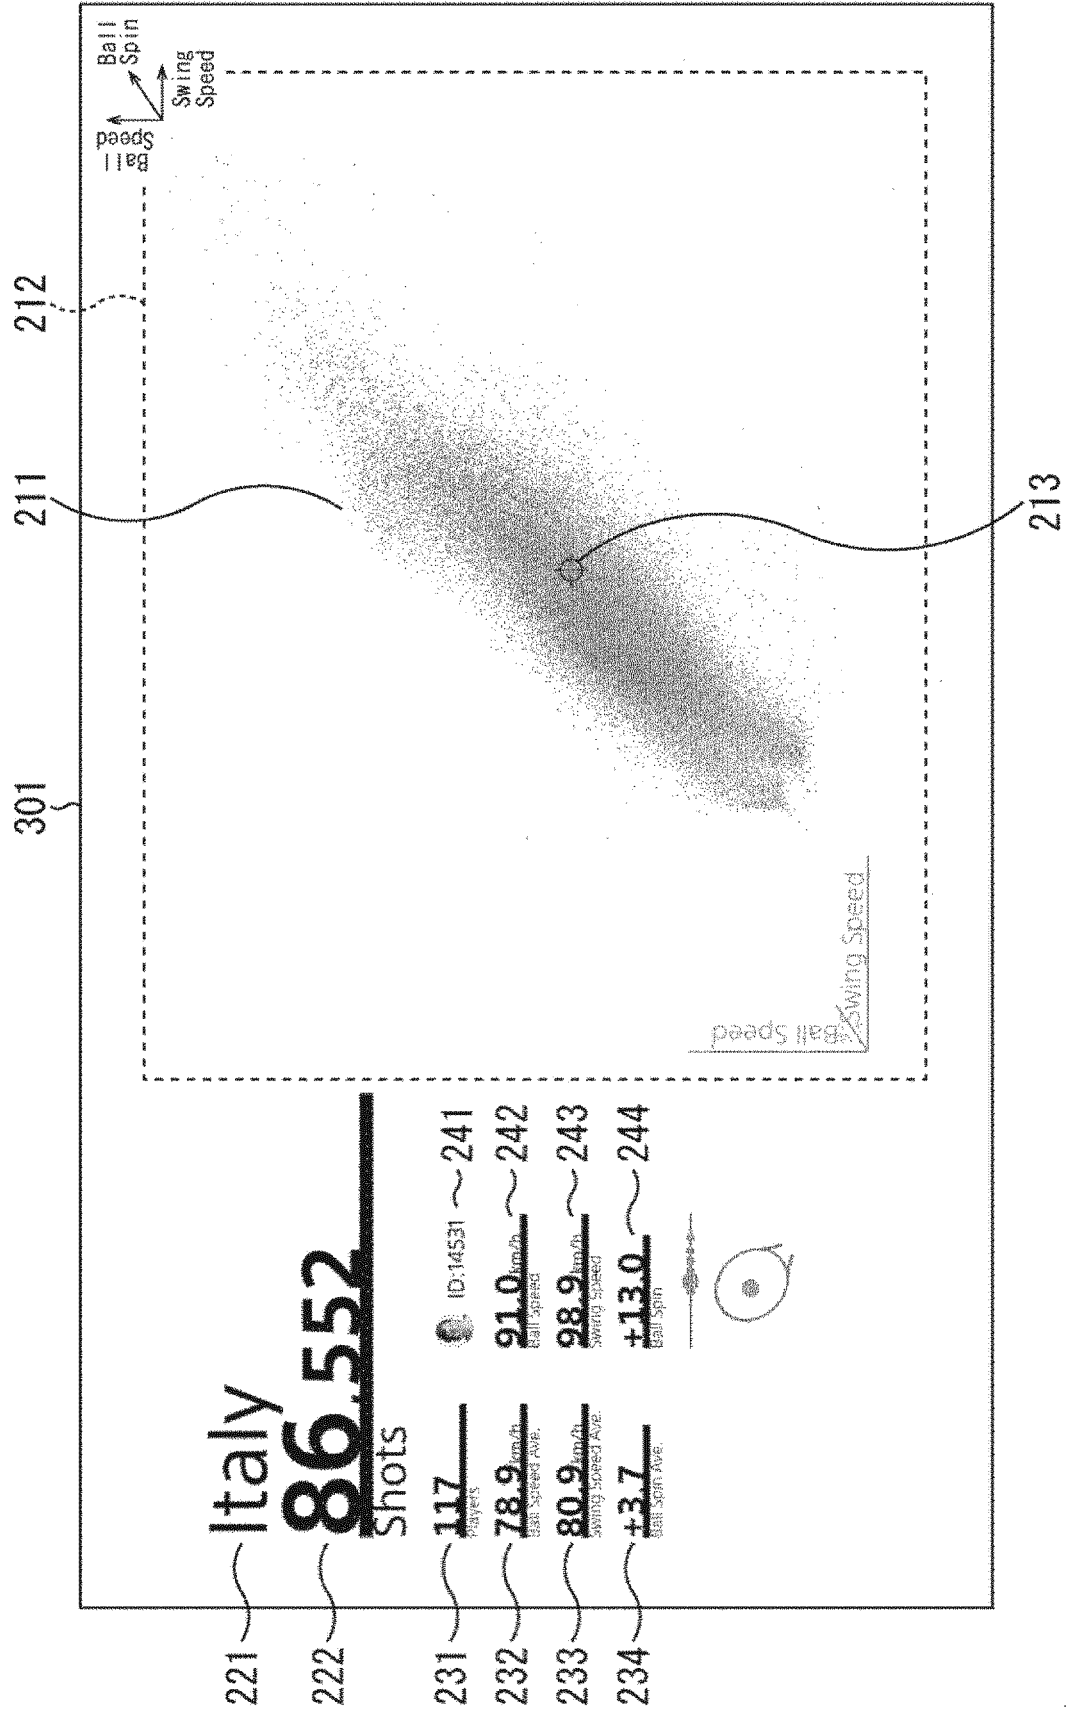 301
212
211
213
Ball Speed
Ball Spin
Swing Speed
221
Italy
222
86,552
Shots
231
117
Players
ID:14531
241
232
78.9km/h
Ball Speed Ave.
91.0km/h
Ball Speed
242
233
80.9km/h
Swing Speed Ave.
98.9km/h
Swing Speed
243
234
+3.7
Ball Spin Ave.
+13.0
Ball Spin
244
Ball Speed
Swing Speed